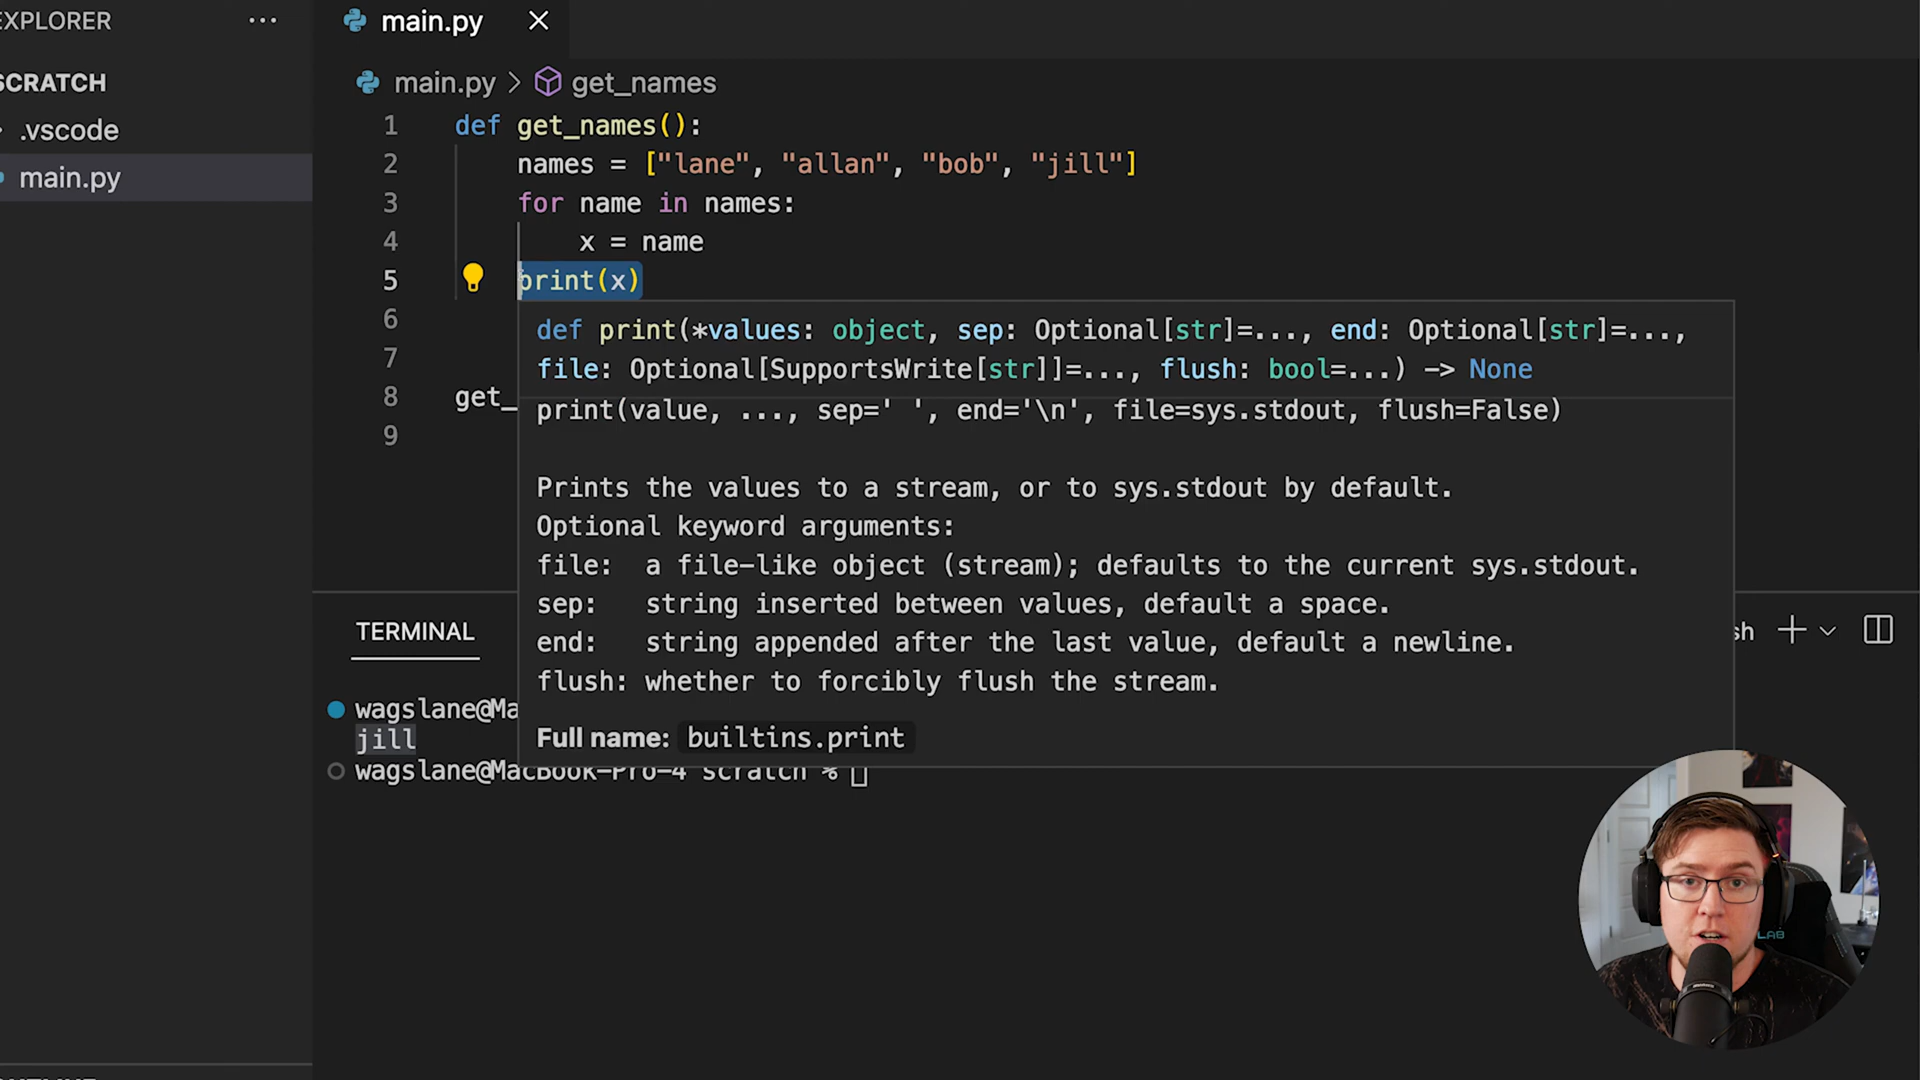 EXPLORER
SCRATCH
.vscode
main.py
main.py
main.py > get_names
1 def get_names():
2 names = ["lane", "allan", "bob", "jill"]
3 for name in names:
4 x = name
5 print(x)
6
7
8 get_
9
def print(*values: object, sep: Optional[str]=..., end: Optional[str]=...,
file: Optional[SupportsWrite[str]]=..., flush: bool=...) -> None
print(value, ..., sep=' ', end='\n', file=sys.stdout, flush=False)
Prints the values to a stream, or to sys.stdout by default.
Optional keyword arguments:
file: a file-like object (stream); defaults to the current sys.stdout.
sep: string inserted between values, default a space.
end: string appended after the last value, default a newline.
flush: whether to forcibly flush the stream.
Full name: builtins.print
TERMINAL
sh
wagslane@Ma
jill
wagslane@MacBook-Pro-4 scratch %
LAB